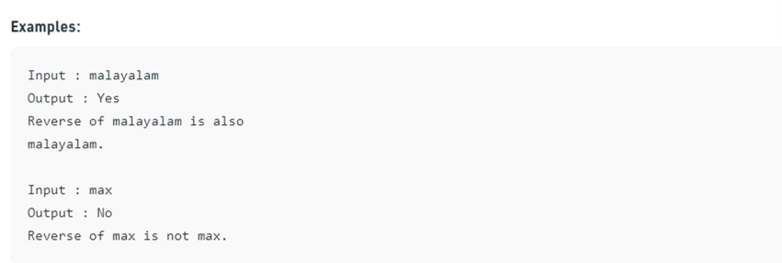 Examples:
Input : malayalam
Output : Yes
Reverse of malayalam is also
malayalam.
Input : max
Output : No
Reverse of max is not max.